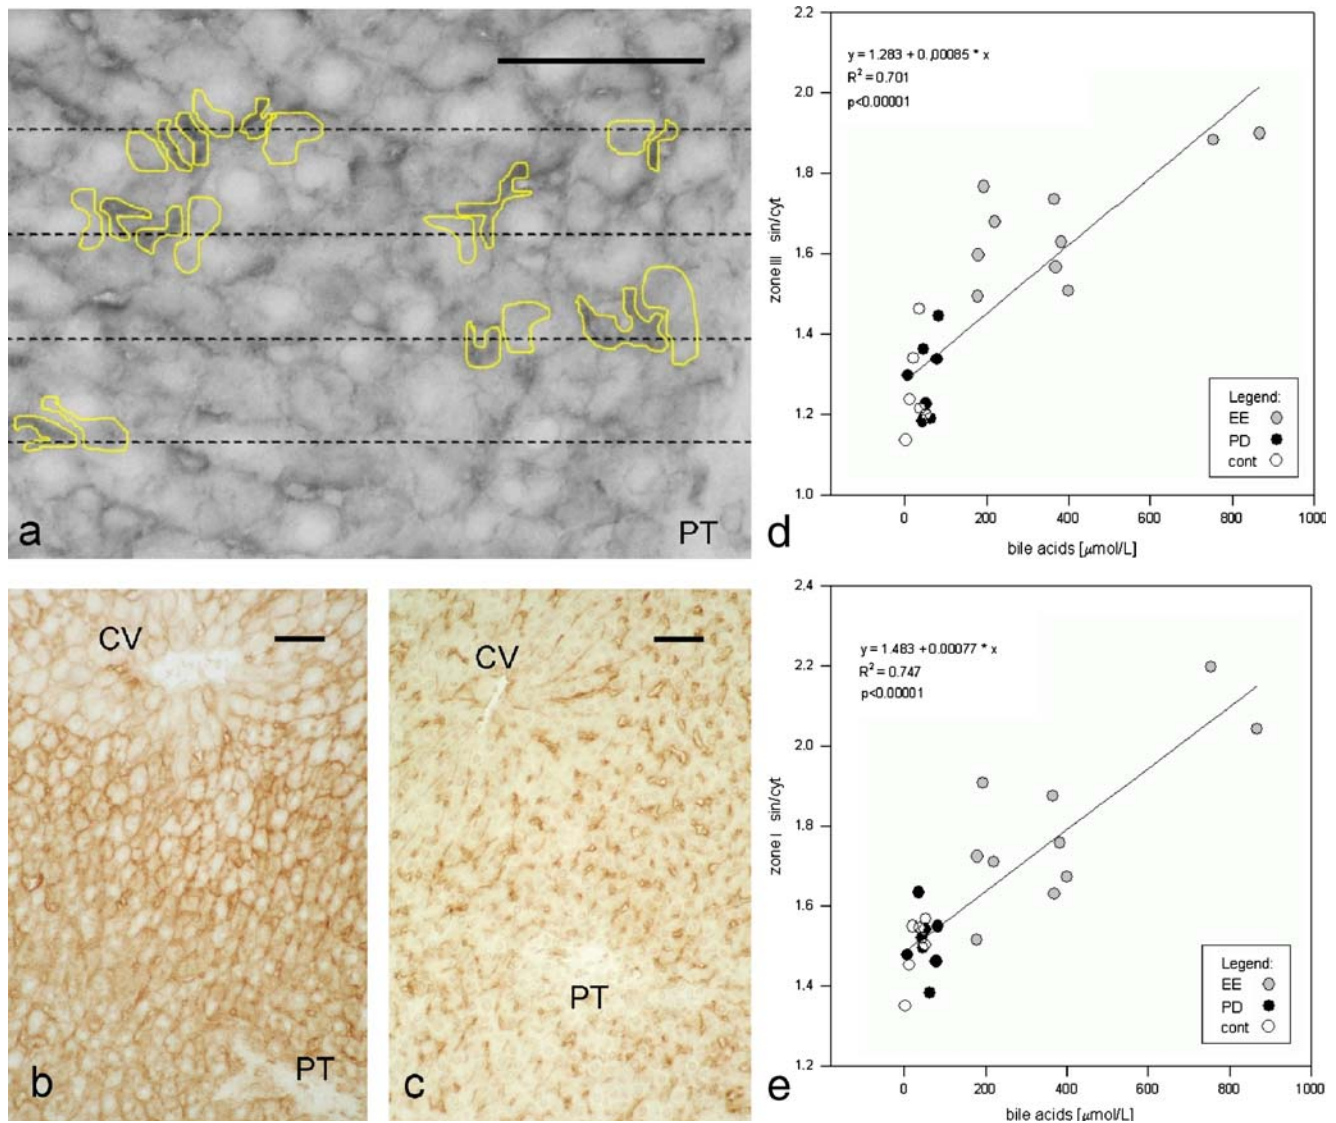 a
PT
CV
b
PT
CV
PT
c
2.2
2.0
1.8
1.6
1.4
1.2
1.0
zone III sin/cyt
y = 1.283 + 0,00085 * x
R² = 0.701
p<0.00001
Legend:
EE
PD
cont
0 200 400 600 800 1000
bile acids [μmol/L]
d
2.4
2.2
2.0
1.8
1.6
1.4
1.2
zone I sin/cyt
y = 1.483 + 0.00077 * x
R² = 0.747
p<0.00001
Legend:
EE
PD
cont
0 200 400 600 800 1000
bile acids [μmol/L]
e